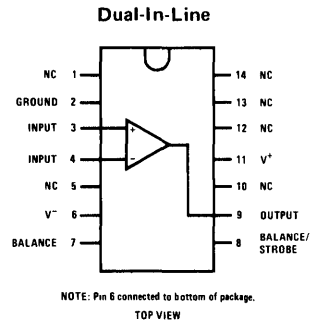 Dual-In-Line
NC 1
14 NC
GROUND 2
13 NC
INPUT 3
+
12 NC
INPUT 4
−
11 V+
NC 5
10 NC
V− 6
9 OUTPUT
BALANCE 7
8 BALANCE/
STROBE
NOTE: Pin 6 connected to bottom of package.
TOP VIEW